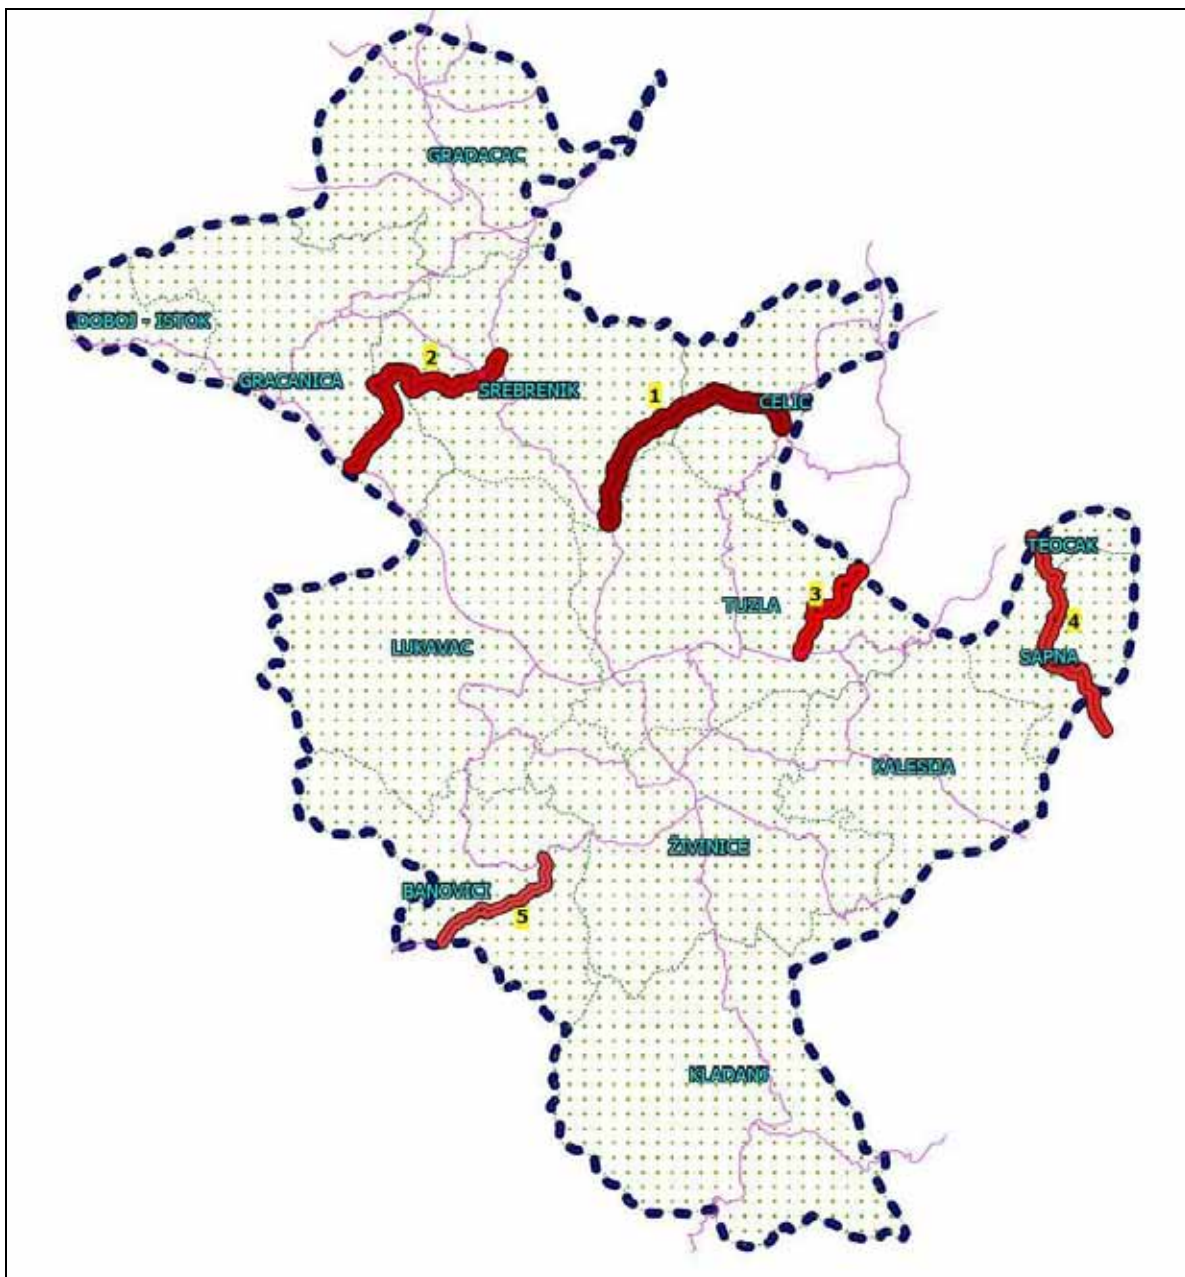 GRADACAC
DOBOJ - ISTOK
2
GRACANICA
SREBRENIK
1
CELIC
TEOCAK
3
TUZLA
4
LUKAVAC
SAPNA
KALESIJA
ŽIVINICE
BANOVICI
5
KLADANJ